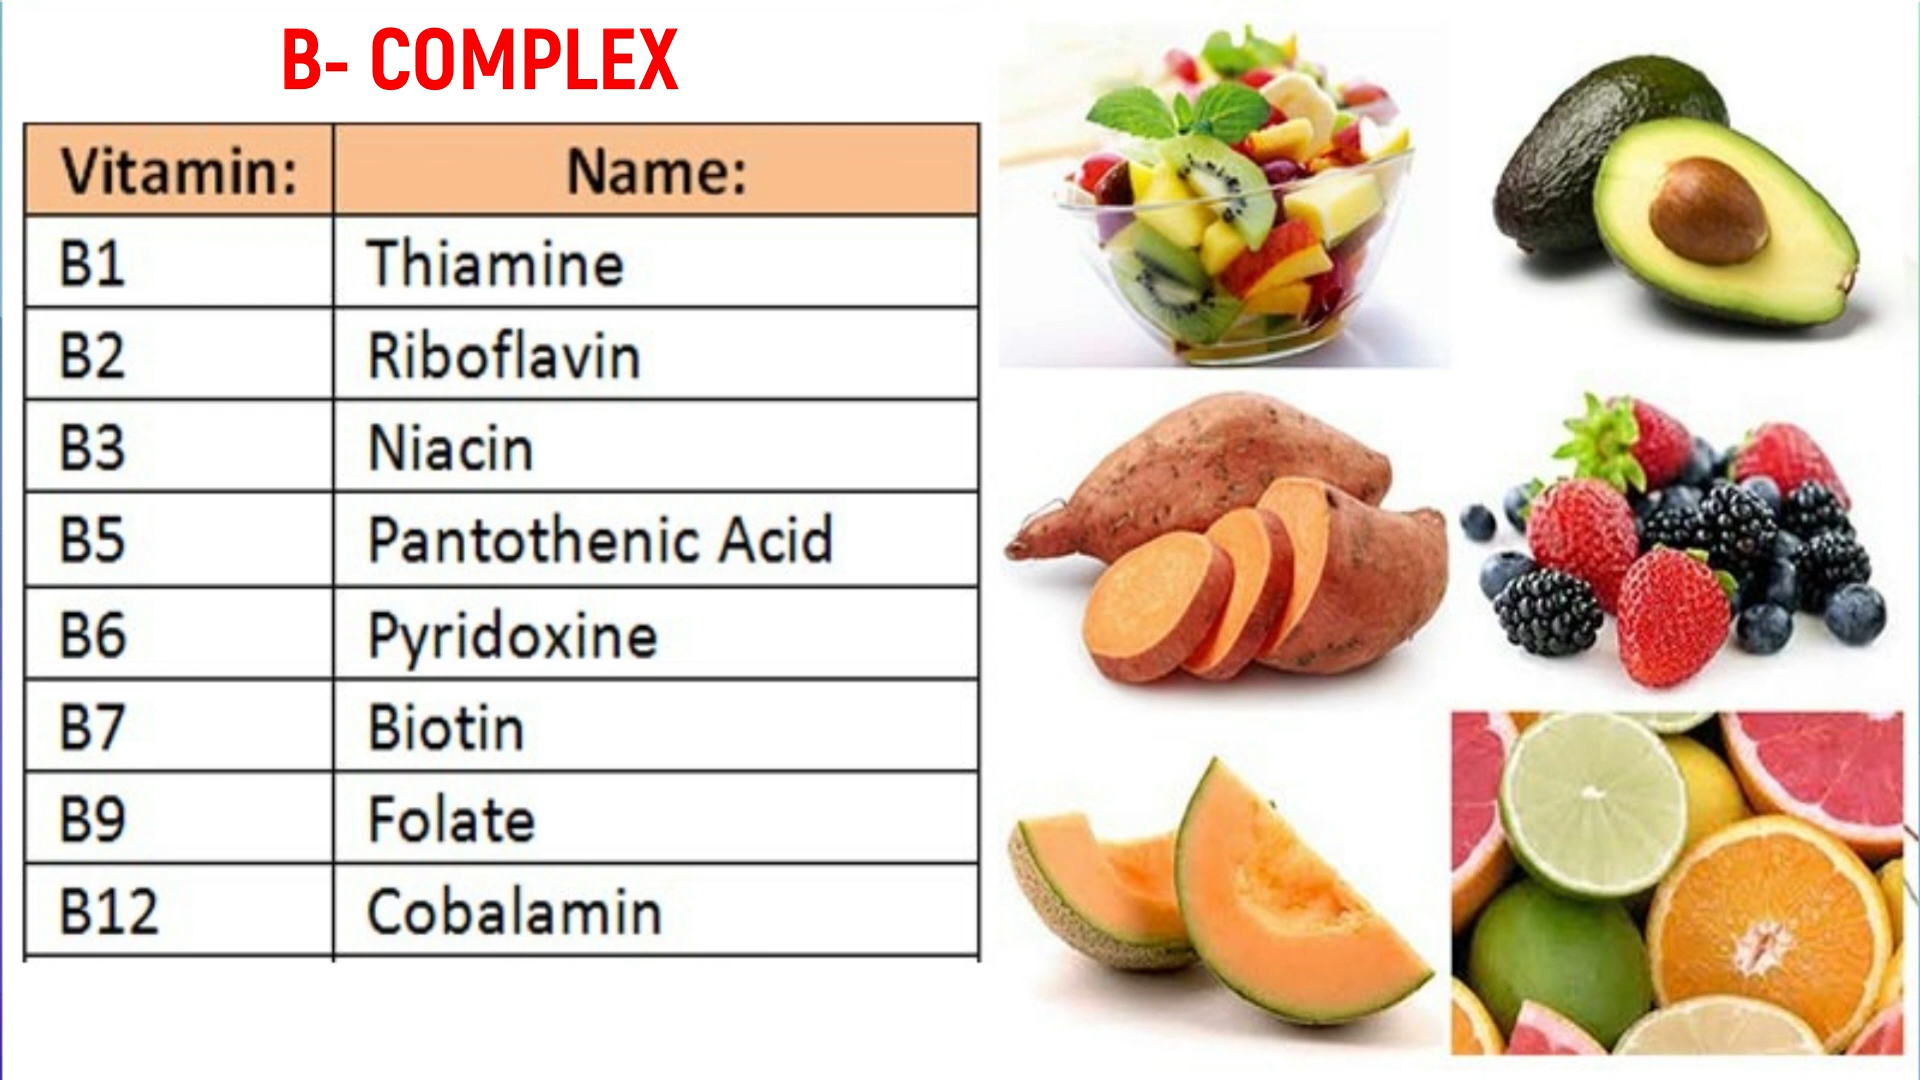 B- COMPLEX
Vitamin: Name:
B1 Thiamine
B2 Riboflavin
B3 Niacin
B5 Pantothenic Acid
B6 Pyridoxine
B7 Biotin
B9 Folate
B12 Cobalamin